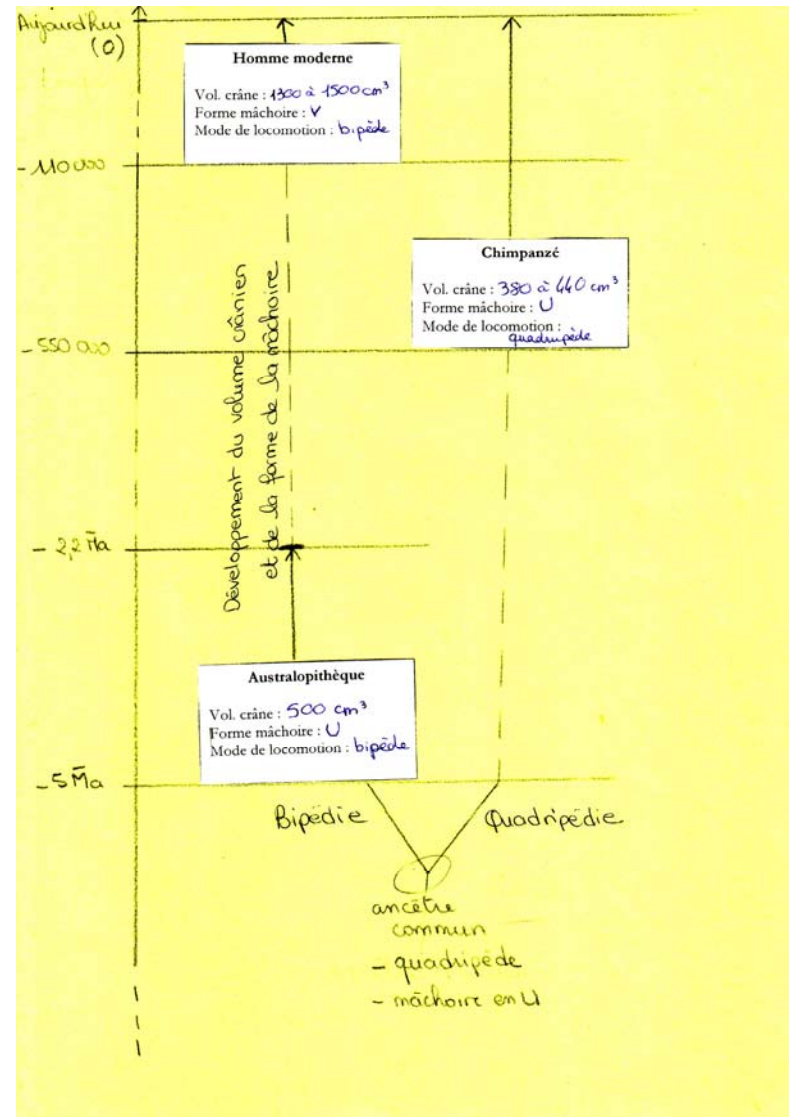 Aujourd'hui
(0)
Homme moderne
Vol. crâne : 1300 à 1500 cm³
Forme mâchoire : V
Mode de locomotion : bipède
- 110 000
Chimpanzé
Vol. crâne : 380 à 440 cm³
Forme mâchoire : U
Mode de locomotion :
quadrupède
- 550 000
Développement du volume crânien
et de la forme de la mâchoire
- 2,2 Ma
Australopithèque
Vol. crâne : 500 cm³
Forme mâchoire : U
Mode de locomotion : bipède
- 5 Ma
Bipédie
Quadripédie
ancêtre
commun
- quadripède
- mâchoire en U